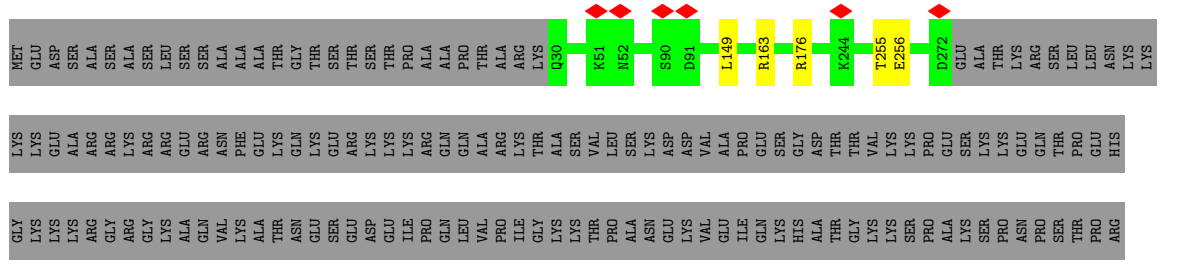 MET GLU ASP SER ALA SER ALA SER LEU SER SER ALA ALA ALA THR GLY THR SER THR SER THR PRO ALA ALA PRO THR ALA ARG LYS Q30 K51 N52 S90 D91 L149 R163 R176 K244 T255 E256 D272 GLU ALA THR LYS ARG SER LEU LEU ASN LYS LYS
LYS LYS GLU ALA ARG ARG LYS ARG ARG GLU ARG ASN PHE GLU LYS GLN LYS GLU ARG LYS LYS LYS ARG GLN GLN ALA ARG LYS THR ALA SER VAL LEU SER LYS ASP ASP VAL ALA PRO GLU SER GLY ASP THR THR VAL LYS LYS PRO GLU SER LYS LYS GLU GLN THR PRO GLU HIS
GLY LYS LYS LYS ARG GLY ARG GLY LYS ALA GLN VAL LYS ALA THR ASN GLU SER GLU ASP GLU ILE PRO GLN LEU VAL PRO ILE GLY LYS LYS THR PRO ALA ASN GLU LYS VAL GLU ILE GLN LYS HIS ALA THR GLY LYS LYS SER PRO ALA LYS SER PRO ASN PRO SER THR PRO ARG